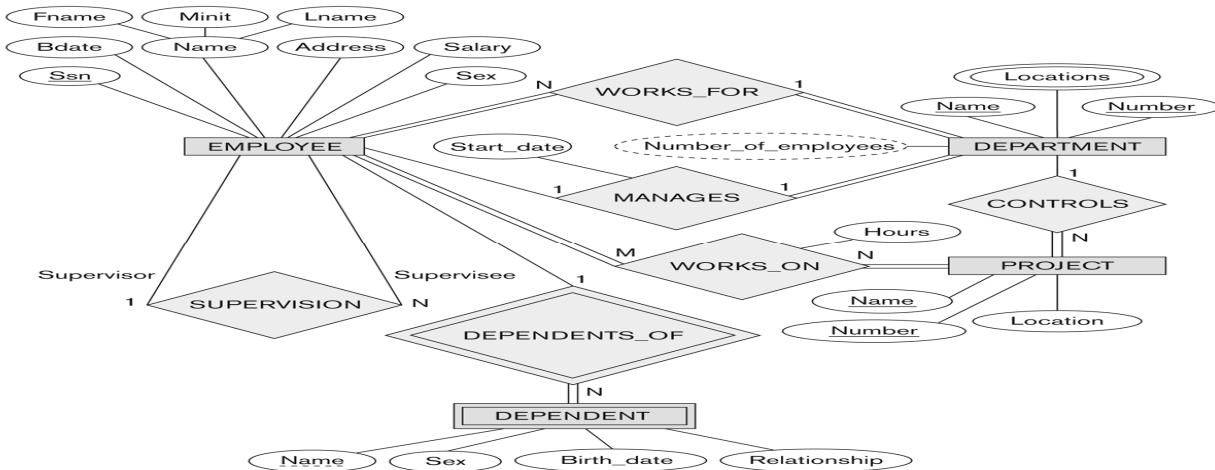 Fname Minit Lname
Bdate Name Address Salary
Ssn Sex
N WORKS_FOR 1
Locations
Name Number
EMPLOYEE Start_date Number_of_employees DEPARTMENT
1 MANAGES 1
1
CONTROLS
N
Hours
M WORKS_ON N
PROJECT
Supervisor Supervisee
1 SUPERVISION N
1
Name
Number Location
DEPENDENTS_OF
N
DEPENDENT
Name Sex Birth_date Relationship